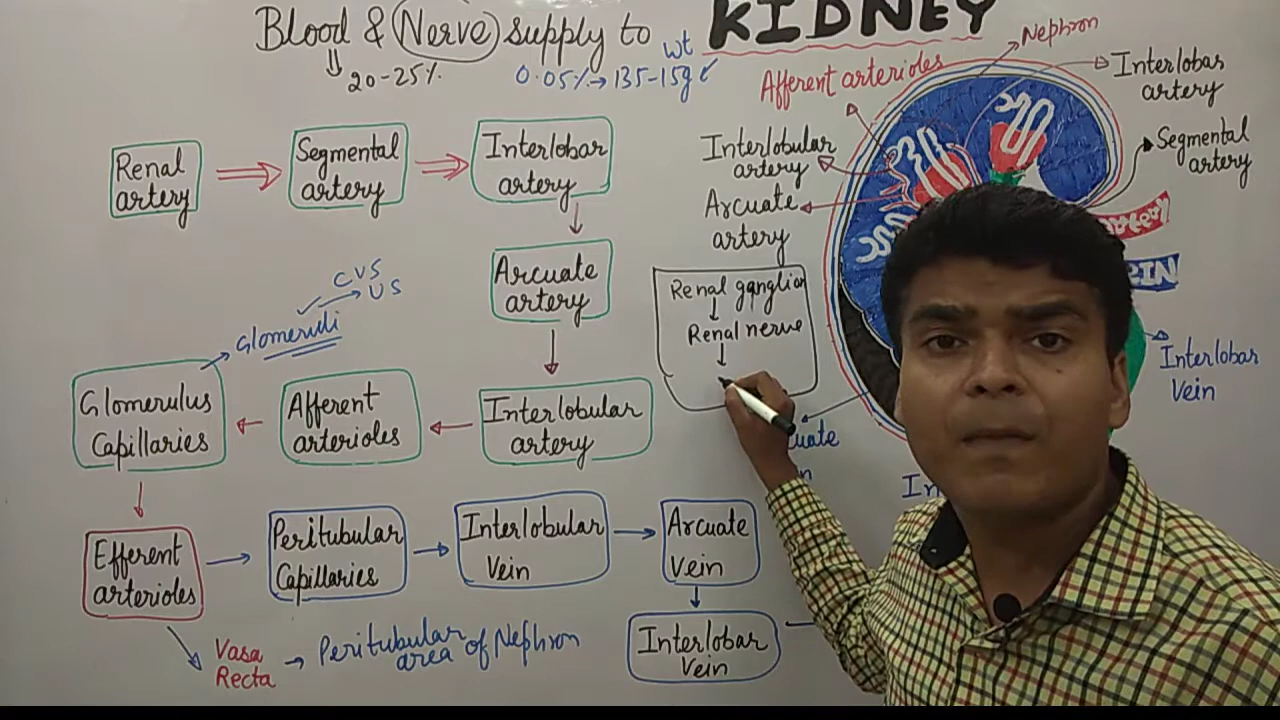 Blood & Nerve supply to KIDNEY
20-25%
0.05% → 135-15g
wt
Nephron
Afferent arterioles
Interlobar
artery
Segmental
artery
Interlobular
artery
Arcuate
artery
Renal
artery
Segmental
artery
Interlobar
artery
Arcuate
artery
CVS
US
Glomeruli
Renal ganglion
Renal nerve
Interlobar
Vein
Glomerulus
Capillaries
Afferent
arterioles
Interlobular
artery
Efferent
arterioles
Peritubular
Capillaries
Interlobular
Vein
Arcuate
Vein
Interlobar
Vein
Vasa
Recta → Peritubular area of Nephron